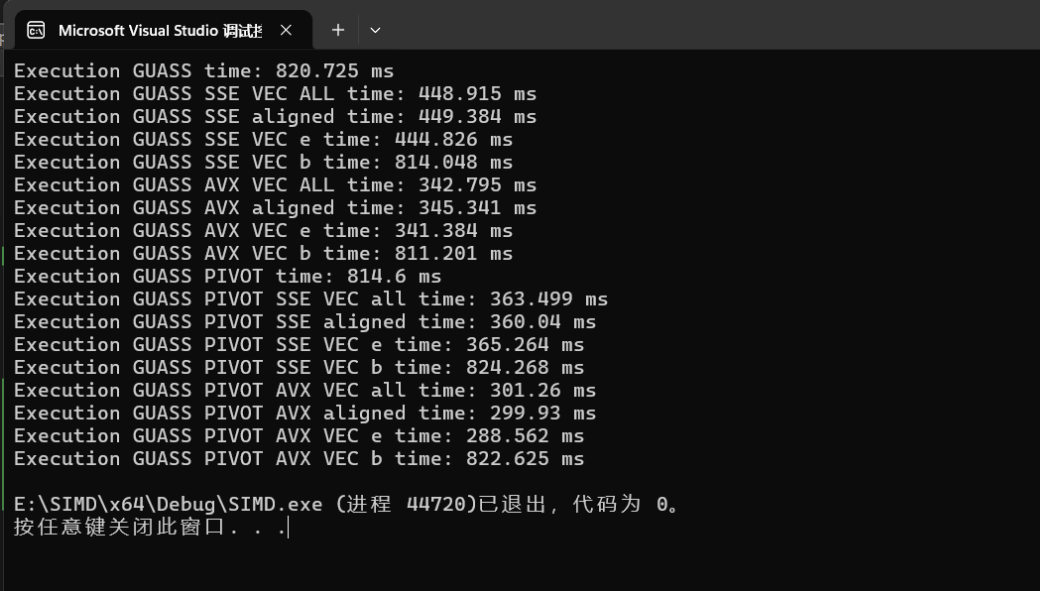 Microsoft Visual Studio 调试控
Execution GUASS time: 820.725 ms
Execution GUASS SSE VEC ALL time: 448.915 ms
Execution GUASS SSE aligned time: 449.384 ms
Execution GUASS SSE VEC e time: 444.826 ms
Execution GUASS SSE VEC b time: 814.048 ms
Execution GUASS AVX VEC ALL time: 342.795 ms
Execution GUASS AVX aligned time: 345.341 ms
Execution GUASS AVX VEC e time: 341.384 ms
Execution GUASS AVX VEC b time: 811.201 ms
Execution GUASS PIVOT time: 814.6 ms
Execution GUASS PIVOT SSE VEC all time: 363.499 ms
Execution GUASS PIVOT SSE aligned time: 360.04 ms
Execution GUASS PIVOT SSE VEC e time: 365.264 ms
Execution GUASS PIVOT SSE VEC b time: 824.268 ms
Execution GUASS PIVOT AVX VEC all time: 301.26 ms
Execution GUASS PIVOT AVX aligned time: 299.93 ms
Execution GUASS PIVOT AVX VEC e time: 288.562 ms
Execution GUASS PIVOT AVX VEC b time: 822.625 ms
E:\SIMD\x64\Debug\SIMD.exe (进程 44720)已退出，代码为 0。
按任意键关闭此窗口. . .